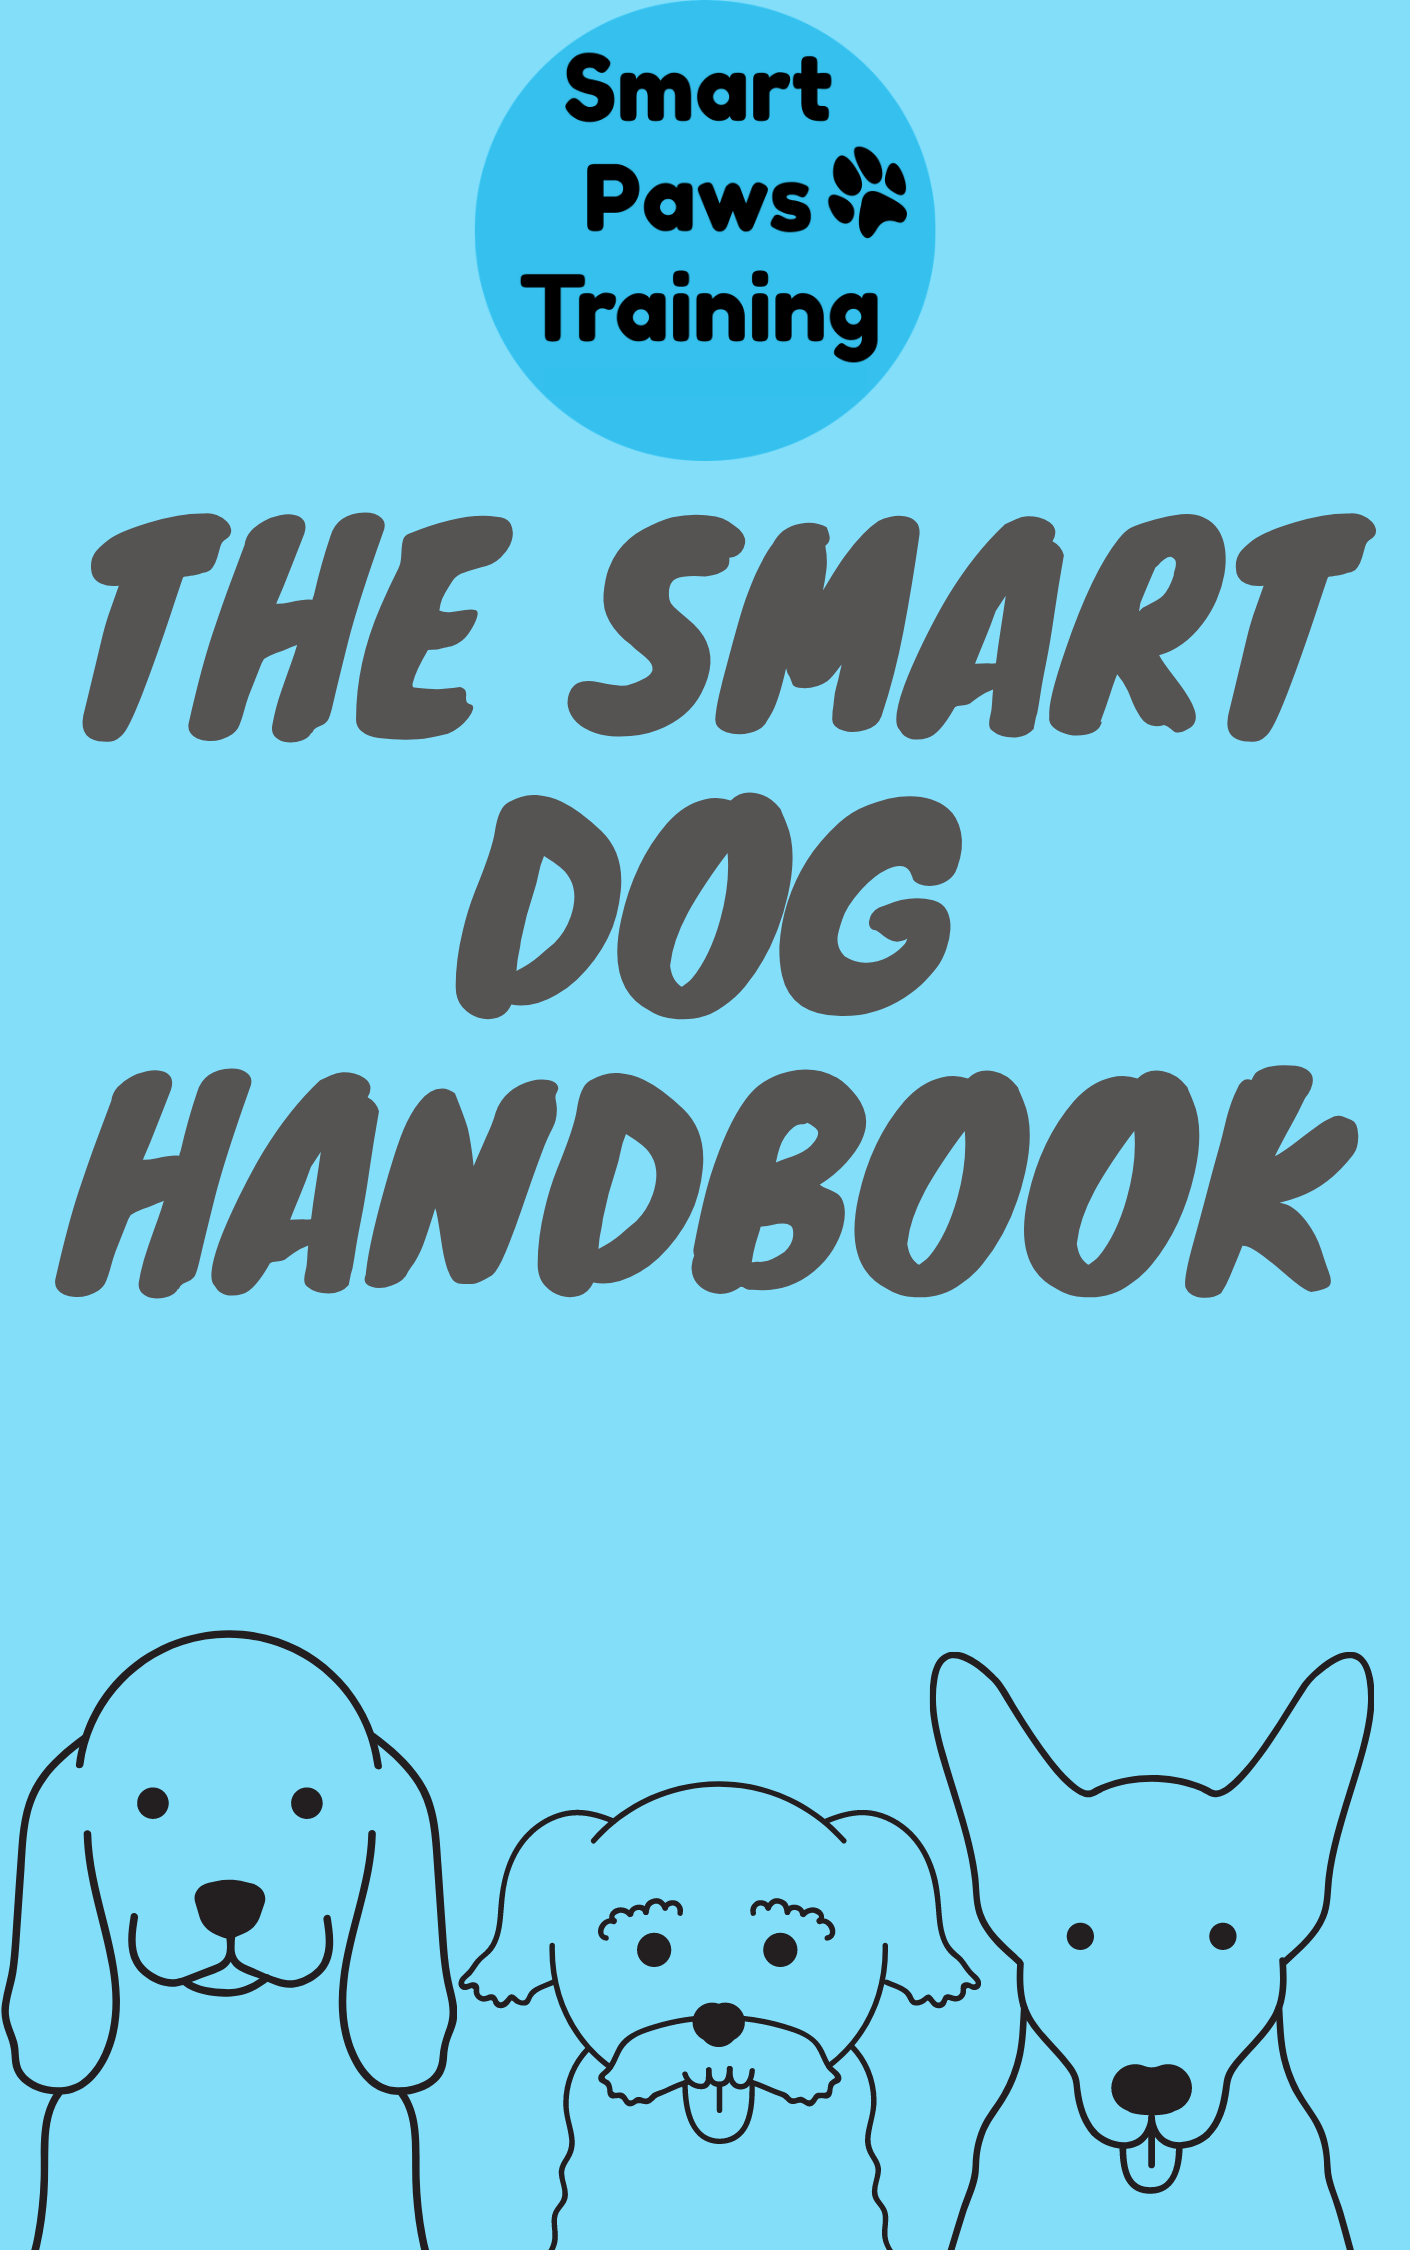 Smart
Paws
Training
THE SMART
DOG
HANDBOOK